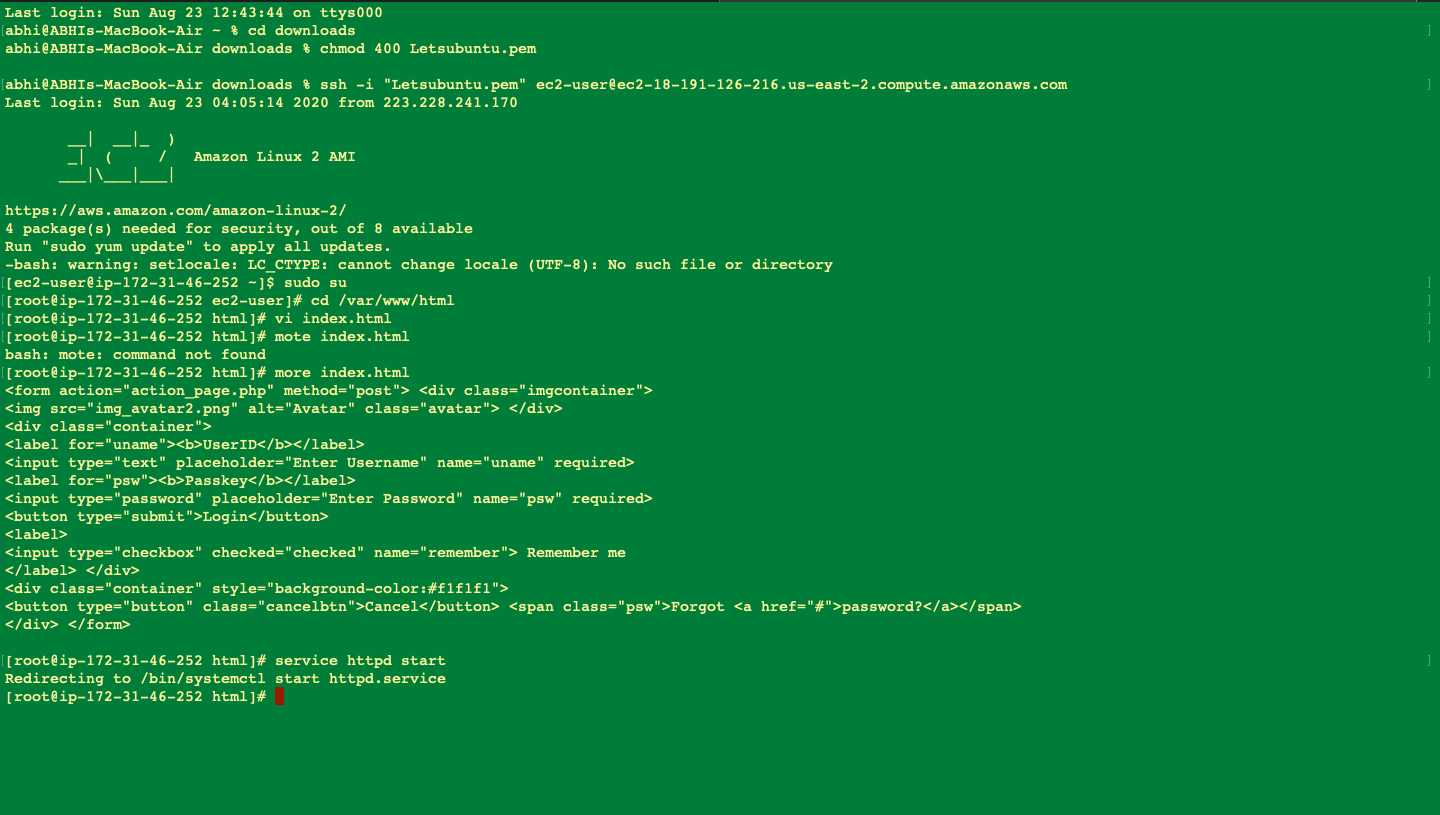 Last login: Sun Aug 23 12:43:44 on ttys000
[abhi@ABHIs-MacBook-Air ~ % cd downloads ]
abhi@ABHIs-MacBook-Air downloads % chmod 400 Letsubuntu.pem
[abhi@ABHIs-MacBook-Air downloads % ssh -i "Letsubuntu.pem" ec2-user@ec2-18-191-126-216.us-east-2.compute.amazonaws.com ]
Last login: Sun Aug 23 04:05:14 2020 from 223.228.241.170
       __|  __|_  )
       _|  (     /   Amazon Linux 2 AMI
      ___|\___|___|
https://aws.amazon.com/amazon-linux-2/
4 package(s) needed for security, out of 8 available
Run "sudo yum update" to apply all updates.
-bash: warning: setlocale: LC_CTYPE: cannot change locale (UTF-8): No such file or directory
[[ec2-user@ip-172-31-46-252 ~]$ sudo su ]
[[root@ip-172-31-46-252 ec2-user]# cd /var/www/html ]
[[root@ip-172-31-46-252 html]# vi index.html ]
[[root@ip-172-31-46-252 html]# mote index.html ]
bash: mote: command not found
[[root@ip-172-31-46-252 html]# more index.html ]
<form action="action_page.php" method="post"> <div class="imgcontainer">
<img src="img_avatar2.png" alt="Avatar" class="avatar"> </div>
<div class="container">
<label for="uname"><b>UserID</b></label>
<input type="text" placeholder="Enter Username" name="uname" required>
<label for="psw"><b>Passkey</b></label>
<input type="password" placeholder="Enter Password" name="psw" required>
<button type="submit">Login</button>
<label>
<input type="checkbox" checked="checked" name="remember"> Remember me
</label> </div>
<div class="container" style="background-color:#f1f1f1">
<button type="button" class="cancelbtn">Cancel</button> <span class="psw">Forgot <a href="#">password?</a></span>
</div> </form>
[[root@ip-172-31-46-252 html]# service httpd start ]
Redirecting to /bin/systemctl start httpd.service
[root@ip-172-31-46-252 html]#